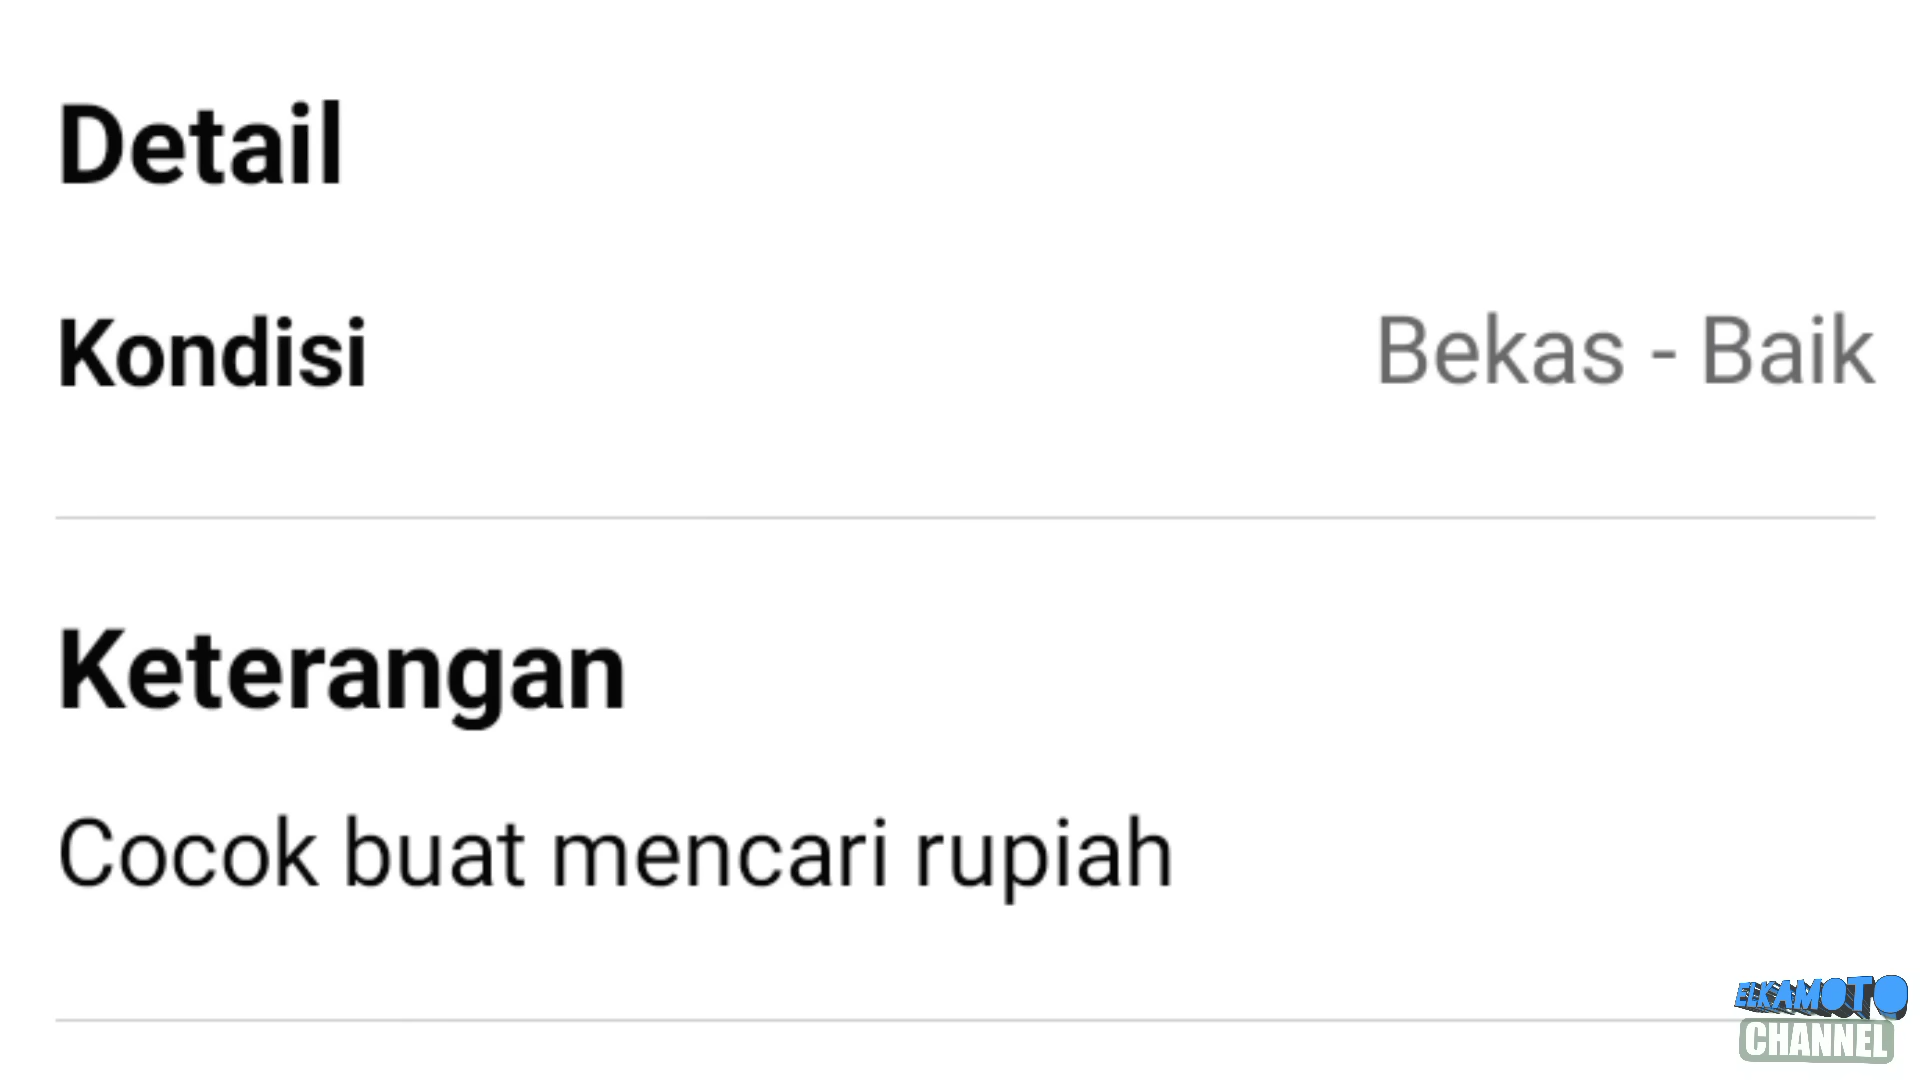 Detail
Kondisi Bekas - Baik
Keterangan
Cocok buat mencari rupiah
ELKAMOTO
CHANNEL